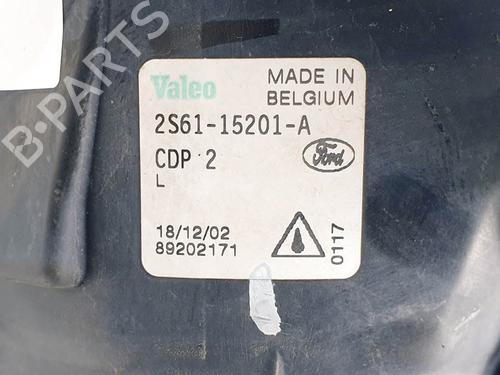 B-PARTS
Valeo
MADE IN
BELGIUM
2S61-15201-A
CDP 2
Ford
L
18/12/02
89202171
0117